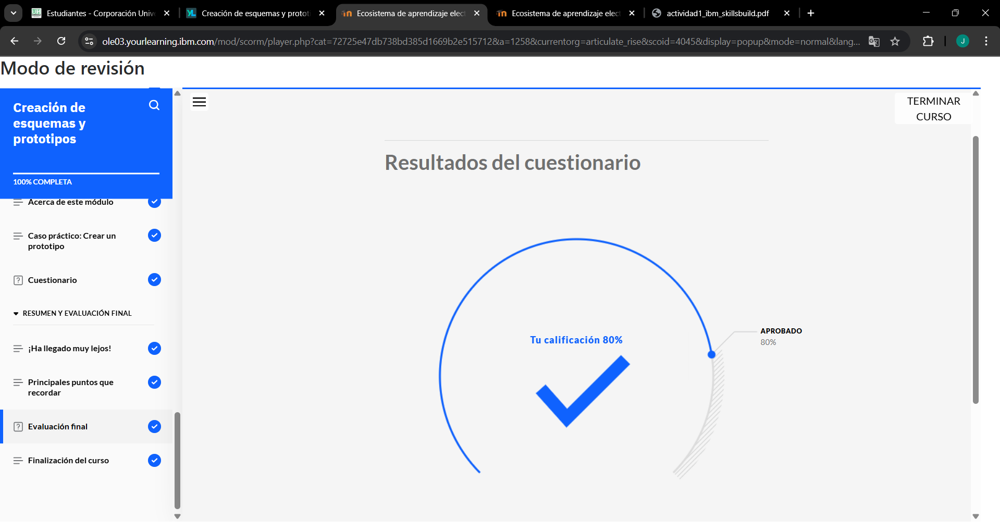 Estudiantes - Corporación Univ
Creación de esquemas y protot
Ecosistema de aprendizaje elect
Ecosistema de aprendizaje elect
actividad1_ibm_skillsbuild.pdf
ole03.yourlearning.ibm.com/mod/scorm/player.php?cat=72725e47db738bd385d1669b2e515712&a=1258&currentorg=articulate_rise&scoid=4045&display=popup&mode=normal&lang...
J
Modo de revisión
Creación de
esquemas y
prototipos
100% COMPLETA
Acerca de este módulo
Caso práctico: Crear un
prototipo
Cuestionario
RESUMEN Y EVALUACIÓN FINAL
¡Ha llegado muy lejos!
Principales puntos que
recordar
Evaluación final
Finalización del curso
TERMINAR
CURSO
Resultados del cuestionario
Tu calificación 80%
APROBADO
80%